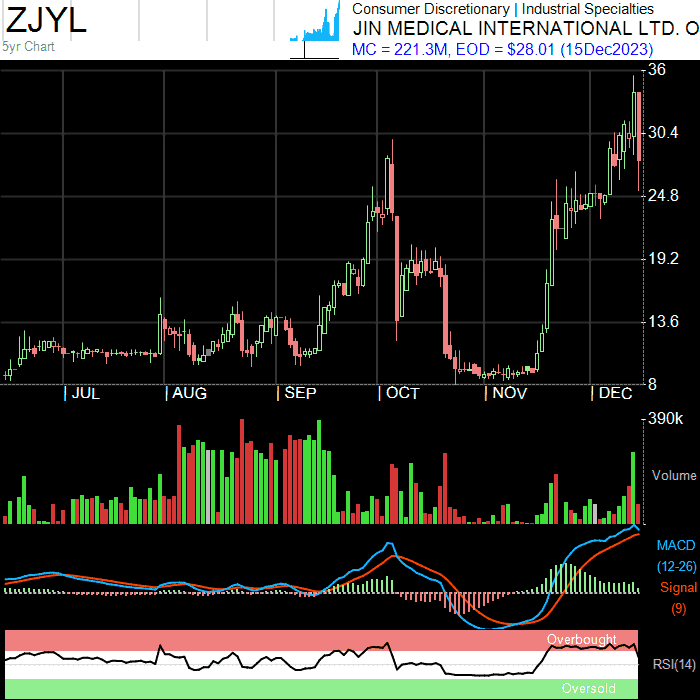 ZJYL
5yr Chart
Consumer Discretionary | Industrial Specialties
JIN MEDICAL INTERNATIONAL LTD. O
MC = 221.3M, EOD = $28.01 (15Dec2023)
36
30.4
24.8
19.2
13.6
8
JUL AUG SEP OCT NOV DEC
390k
Volume
MACD
(12-26)
Signal
(9)
Overbought
RSI(14)
Oversold